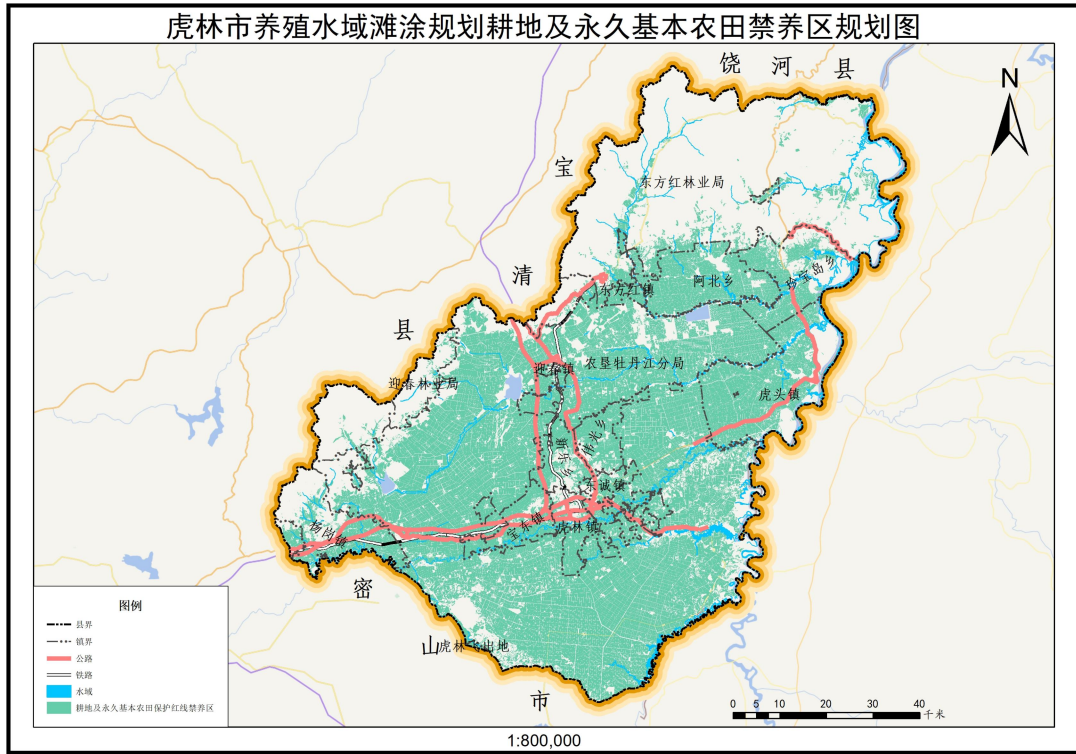 虎林市养殖水域滩涂规划耕地及永久基本农田禁养区规划图
饶河县
N
宝
东方红林业局
清
珍宝岛乡
阿北乡
东方红镇
县
农垦牡丹江分局
迎春镇
迎春林业局
虎头镇
伟光乡
东诚镇
宝东镇
虎林镇
杨岗镇
密
山
虎林飞出地
市
图例
县界
镇界
公路
铁路
水域
耕地及永久基本农田保护红线禁养区
0 5 10 20 30 40
千米
1:800,000